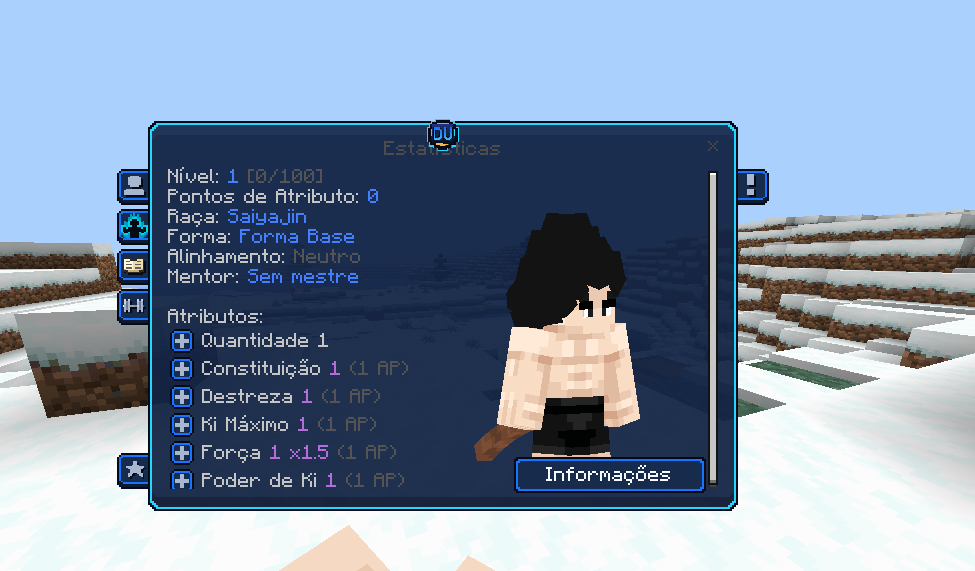 DU
Estatísticas
Nível: 1 [0/100]
Pontos de Atributo: 0
Raça: Saiyajin
Forma: Forma Base
Alinhamento: Neutro
Mentor: Sem mestre
Atributos:
Quantidade 1
Constituição 1 (1 AP)
Destreza 1 (1 AP)
Ki Máximo 1 (1 AP)
Força 1 x1.5 (1 AP)
Poder de Ki 1 (1 AP)
Informações